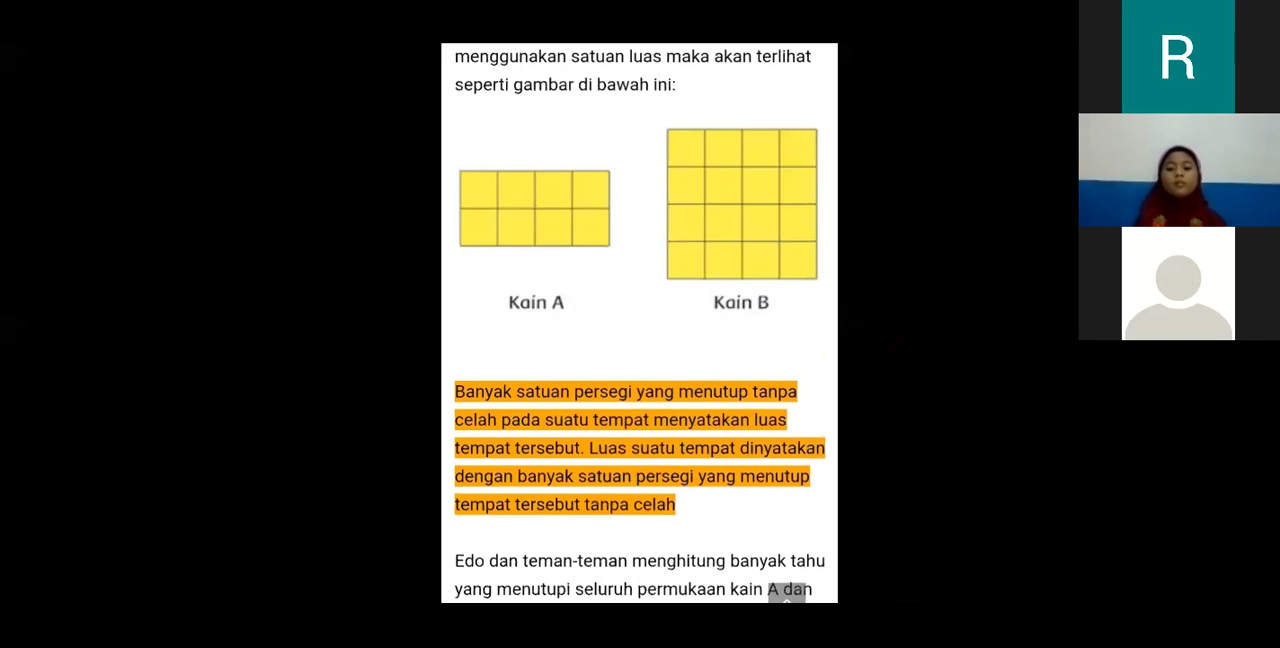 menggunakan satuan luas maka akan terlihat
seperti gambar di bawah ini:
Kain A
Kain B
Banyak satuan persegi yang menutup tanpa
celah pada suatu tempat menyatakan luas
tempat tersebut. Luas suatu tempat dinyatakan
dengan banyak satuan persegi yang menutup
tempat tersebut tanpa celah
Edo dan teman-teman menghitung banyak tahu
yang menutupi seluruh permukaan kain A dan
R